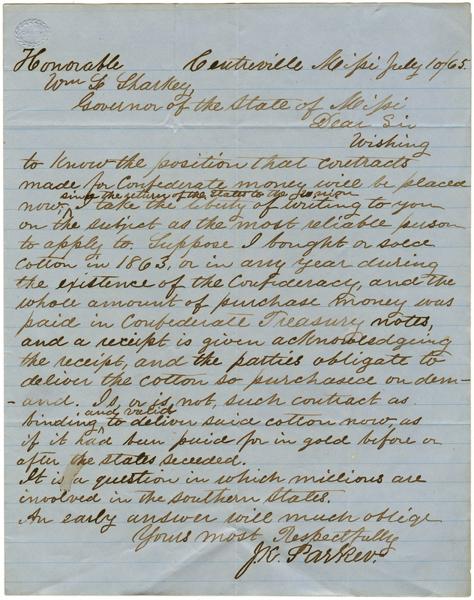 Honorable Centreville Missi July 10/65.
Wm L Sharkey
Governor of the State of Missi
Dear Sir
Wishing
to know the position that contracts
made for Confederate money will be placed
since the return of the states to the
now, I take the liberty of writing to you
on the subject as the most reliable person
to apply to. Suppose I bought or sold
cotton in 1863, or in any year during
the existence of the Confederacy, and the
whole amount of purchase money was
paid in Confederate Treasury notes,
and a receipt is given acknowledging
the receipt, and the parties obligate to
deliver the cotton so purchased on dem-
-and. Is, or is not, such contract as
and valid
binding to deliver said cotton now, as
if it had been paid for in gold before or
after the states seceded.
It is a question in which millions are
involved in the southern states.
An early answer will much oblige
Yours most Respectfully
J. K. Parker.